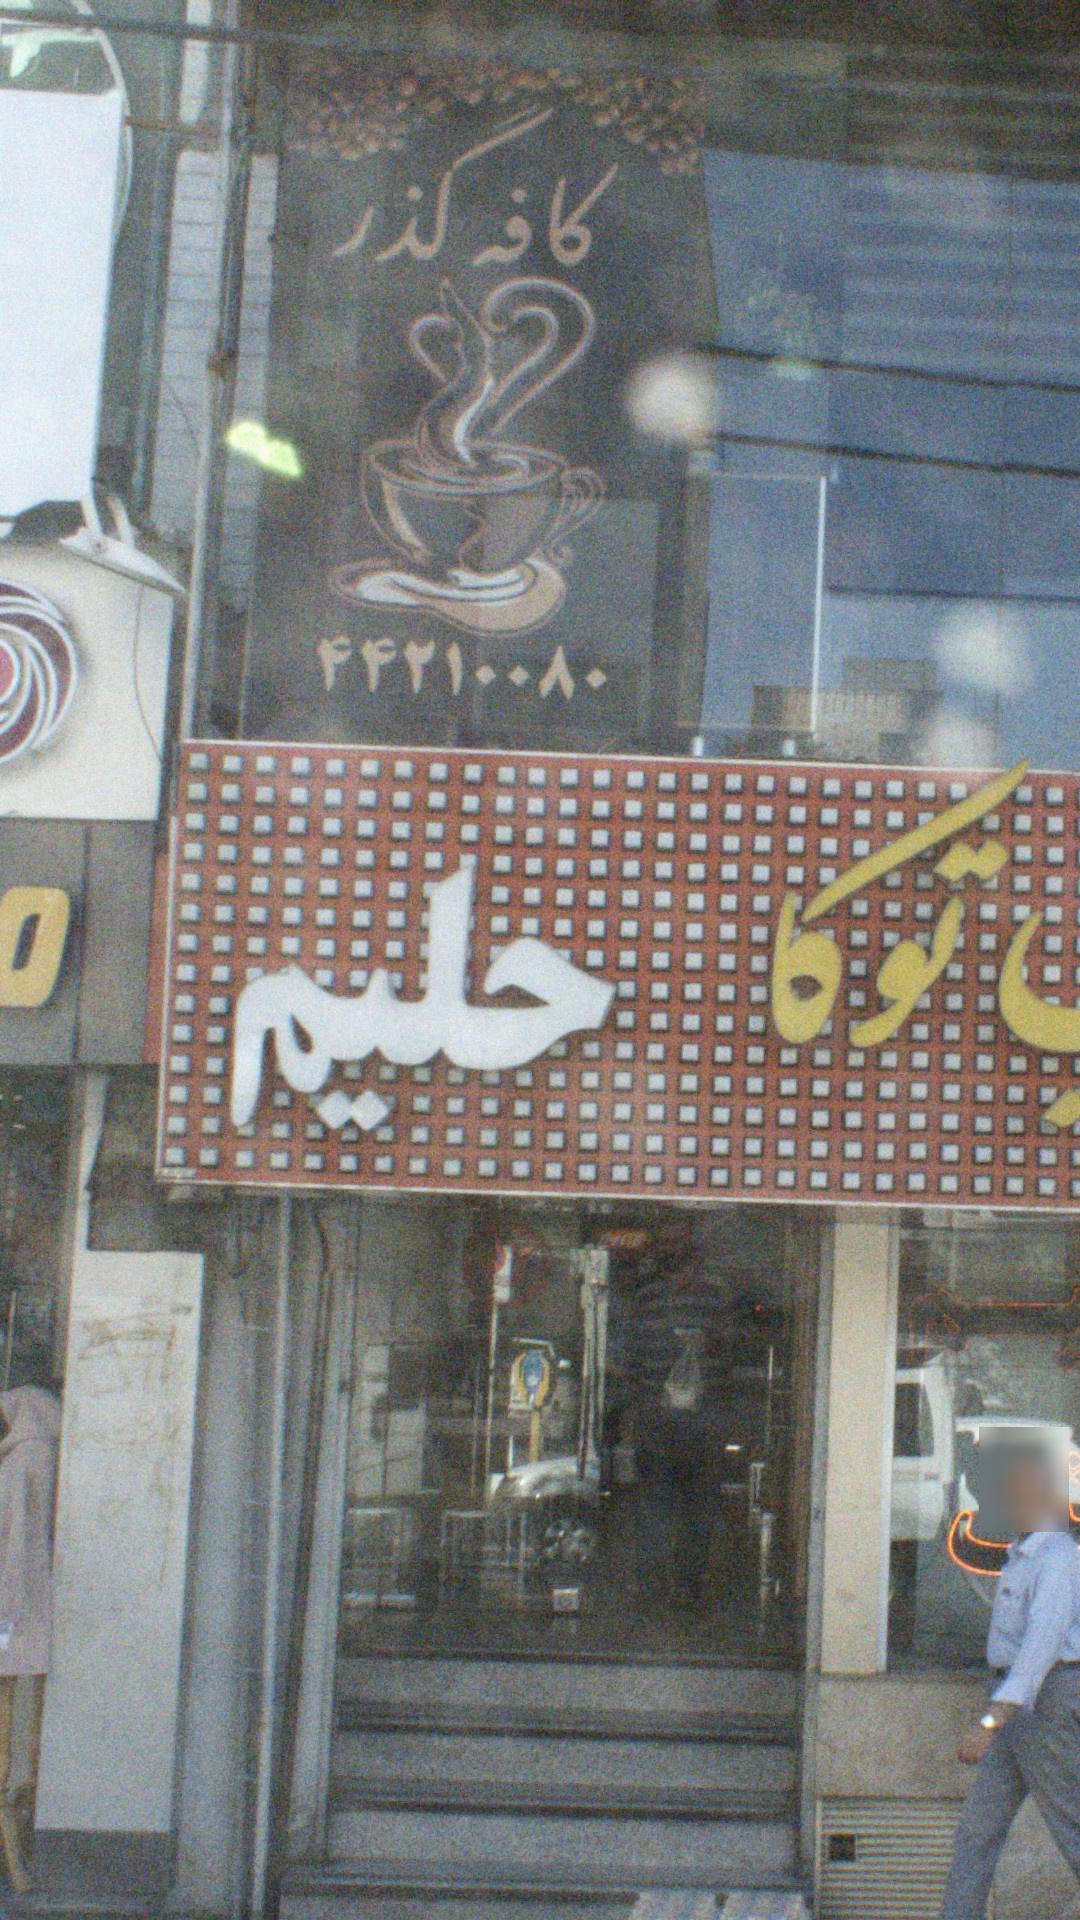 کافه گذر
۴۴۲۱۰۰۸۰
توکا حلیم